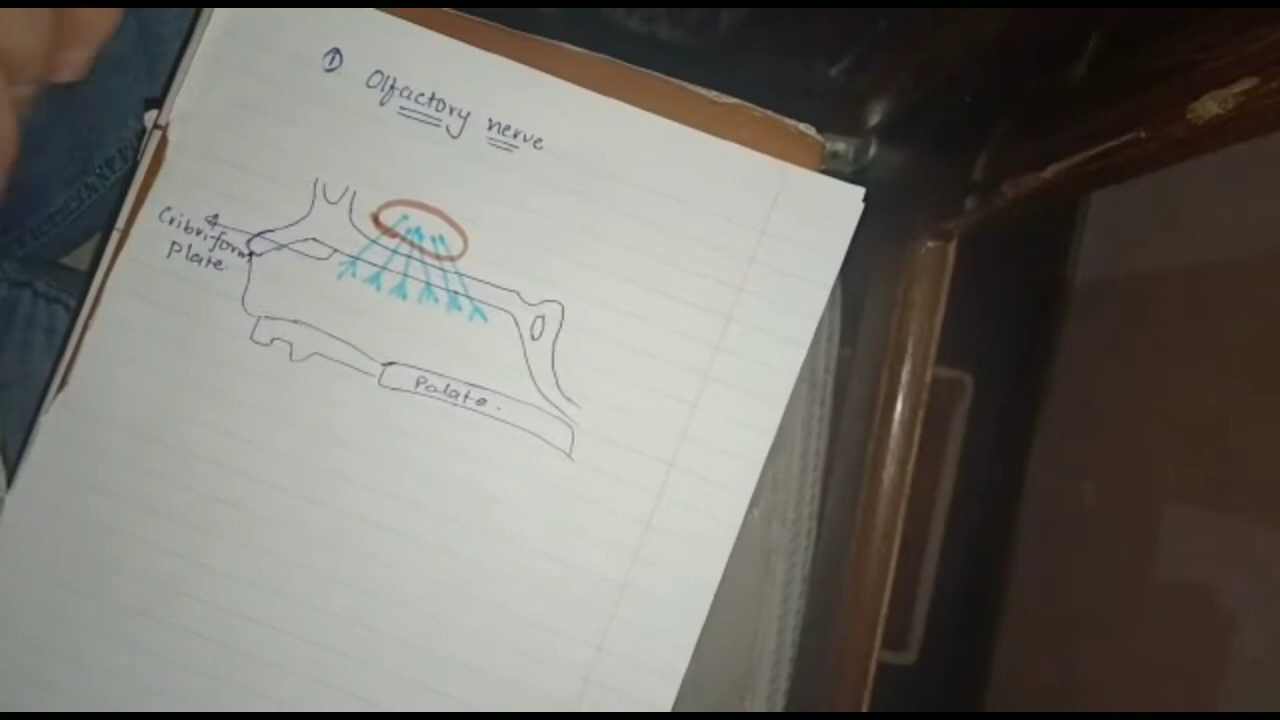 ① Olfactory nerve
Cribriform
Plate
Palate.